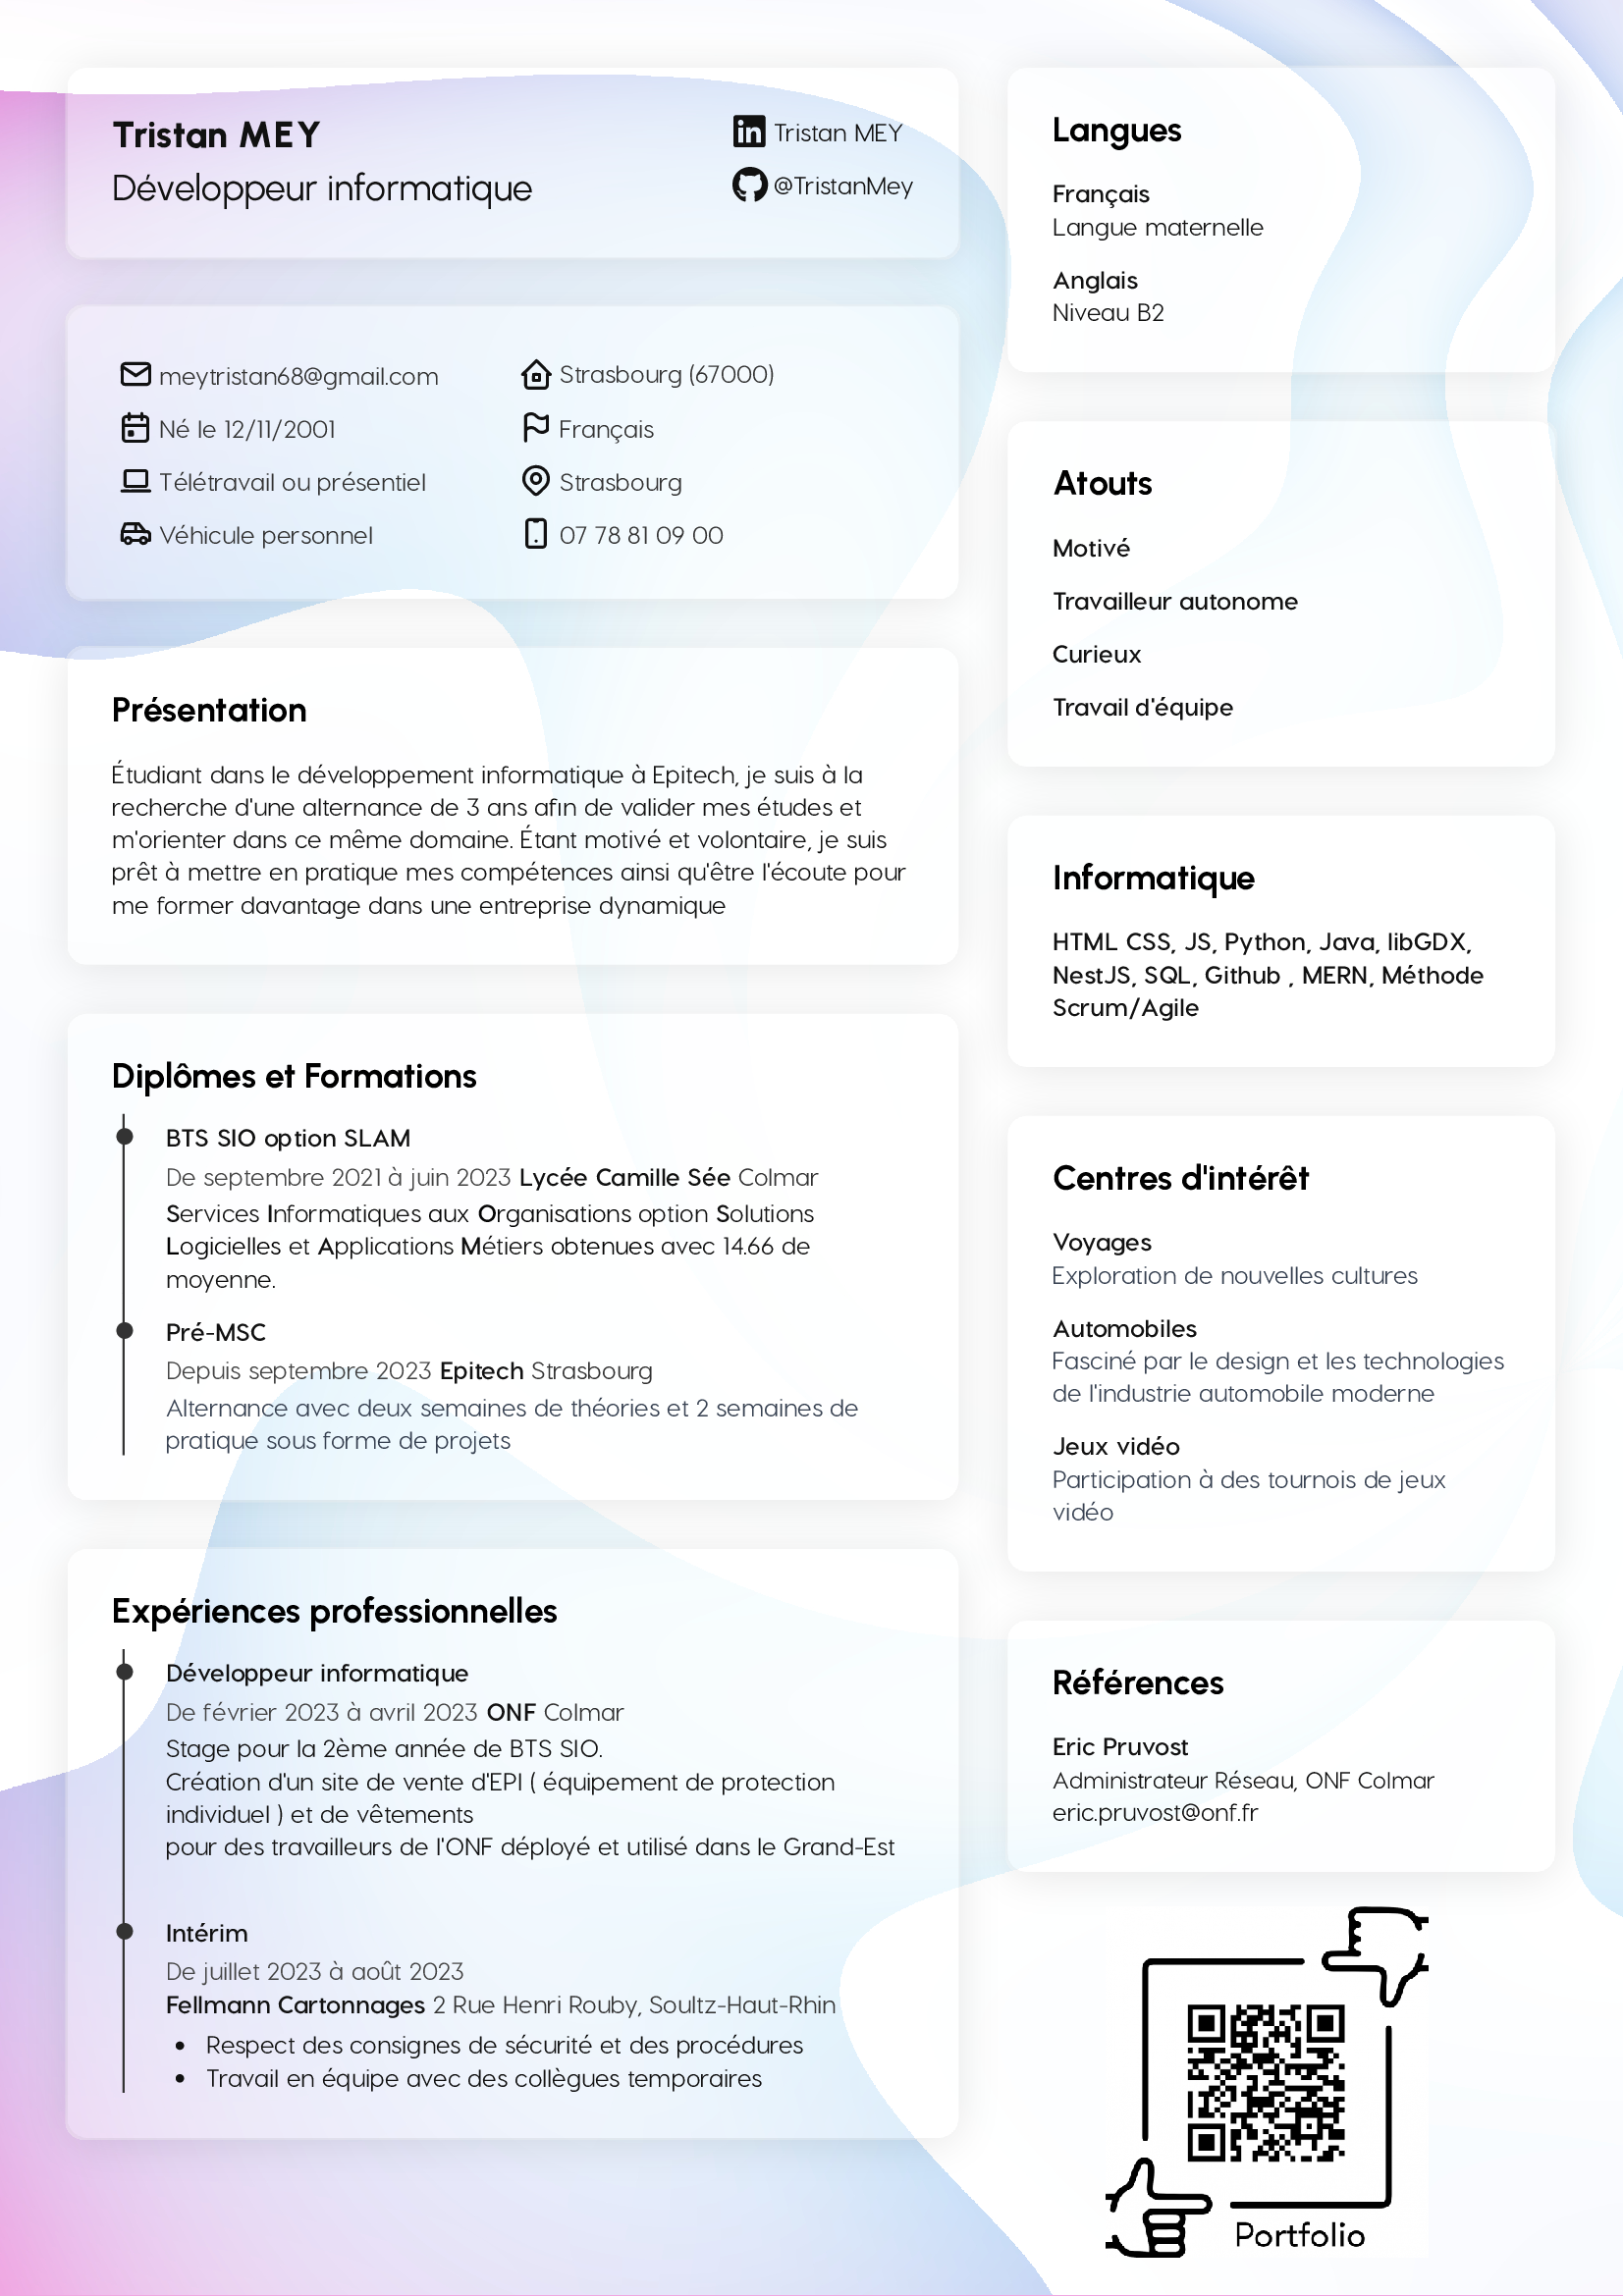 Tristan MEY
Développeur informatique
Tristan MEY
@TristanMey
meytristan68@gmail.com
Né le 12/11/2001
Télétravail ou présentiel
Véhicule personnel
Strasbourg (67000)
Français
Strasbourg
07 78 81 09 00
Présentation
Étudiant dans le développement informatique à Epitech, je suis à la
recherche d'une alternance de 3 ans afin de valider mes études et
m'orienter dans ce même domaine. Étant motivé et volontaire, je suis
prêt à mettre en pratique mes compétences ainsi qu'être l'écoute pour
me former davantage dans une entreprise dynamique
Diplômes et Formations
BTS SIO option SLAM
De septembre 2021 à juin 2023 Lycée Camille Sée Colmar
Services Informatiques aux Organisations option Solutions
Logicielles et Applications Métiers obtenues avec 14.66 de
moyenne.
Pré-MSC
Depuis septembre 2023 Epitech Strasbourg
Alternance avec deux semaines de théories et 2 semaines de
pratique sous forme de projets
Expériences professionnelles
Développeur informatique
De février 2023 à avril 2023 ONF Colmar
Stage pour la 2ème année de BTS SIO.
Création d'un site de vente d'EPI ( équipement de protection
individuel ) et de vêtements
pour des travailleurs de l'ONF déployé et utilisé dans le Grand-Est
Intérim
De juillet 2023 à août 2023
Fellmann Cartonnages 2 Rue Henri Rouby, Soultz-Haut-Rhin
• Respect des consignes de sécurité et des procédures
• Travail en équipe avec des collègues temporaires
Langues
Français
Langue maternelle
Anglais
Niveau B2
Atouts
Motivé
Travailleur autonome
Curieux
Travail d'équipe
Informatique
HTML CSS, JS, Python, Java, libGDX,
NestJS, SQL, Github , MERN, Méthode
Scrum/Agile
Centres d'intérêt
Voyages
Exploration de nouvelles cultures
Automobiles
Fasciné par le design et les technologies
de l'industrie automobile moderne
Jeux vidéo
Participation à des tournois de jeux
vidéo
Références
Eric Pruvost
Administrateur Réseau, ONF Colmar
eric.pruvost@onf.fr
Portfolio